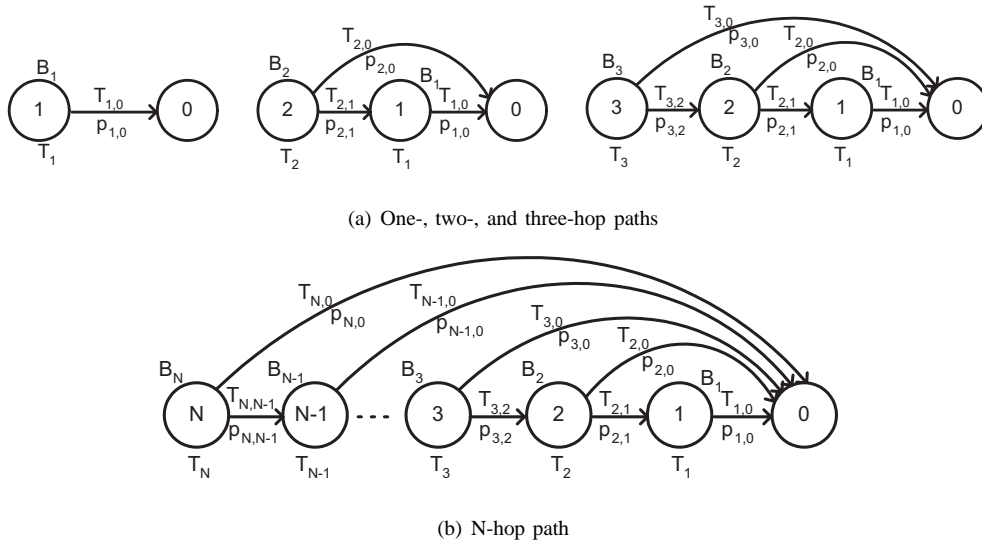 B1
1
T1,0
p1,0
0
T1
T2,0
p2,0
B2
2
T2,1
p2,1
B1
1
T1,0
p1,0
0
T2
T1
T3,0
p3,0
T2,0
p2,0
B3
3
T3,2
p3,2
B2
2
T2,1
p2,1
B1
1
T1,0
p1,0
0
T3
T2
T1
(a) One-, two-, and three-hop paths
TN,0
pN,0
TN-1,0
pN-1,0
T3,0
p3,0
T2,0
p2,0
BN
N
TN,N-1
pN,N-1
BN-1
N-1
B3
3
T3,2
p3,2
B2
2
T2,1
p2,1
B1
1
T1,0
p1,0
0
TN
TN-1
T3
T2
T1
(b) N-hop path